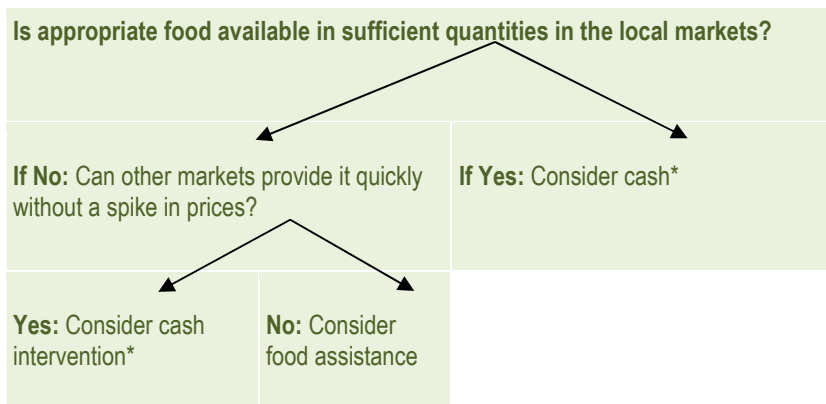 Is appropriate food available in sufficient quantities in the local markets?
If No: Can other markets provide it quickly
without a spike in prices?
If Yes: Consider cash*
Yes: Consider cash
intervention*
No: Consider
food assistance